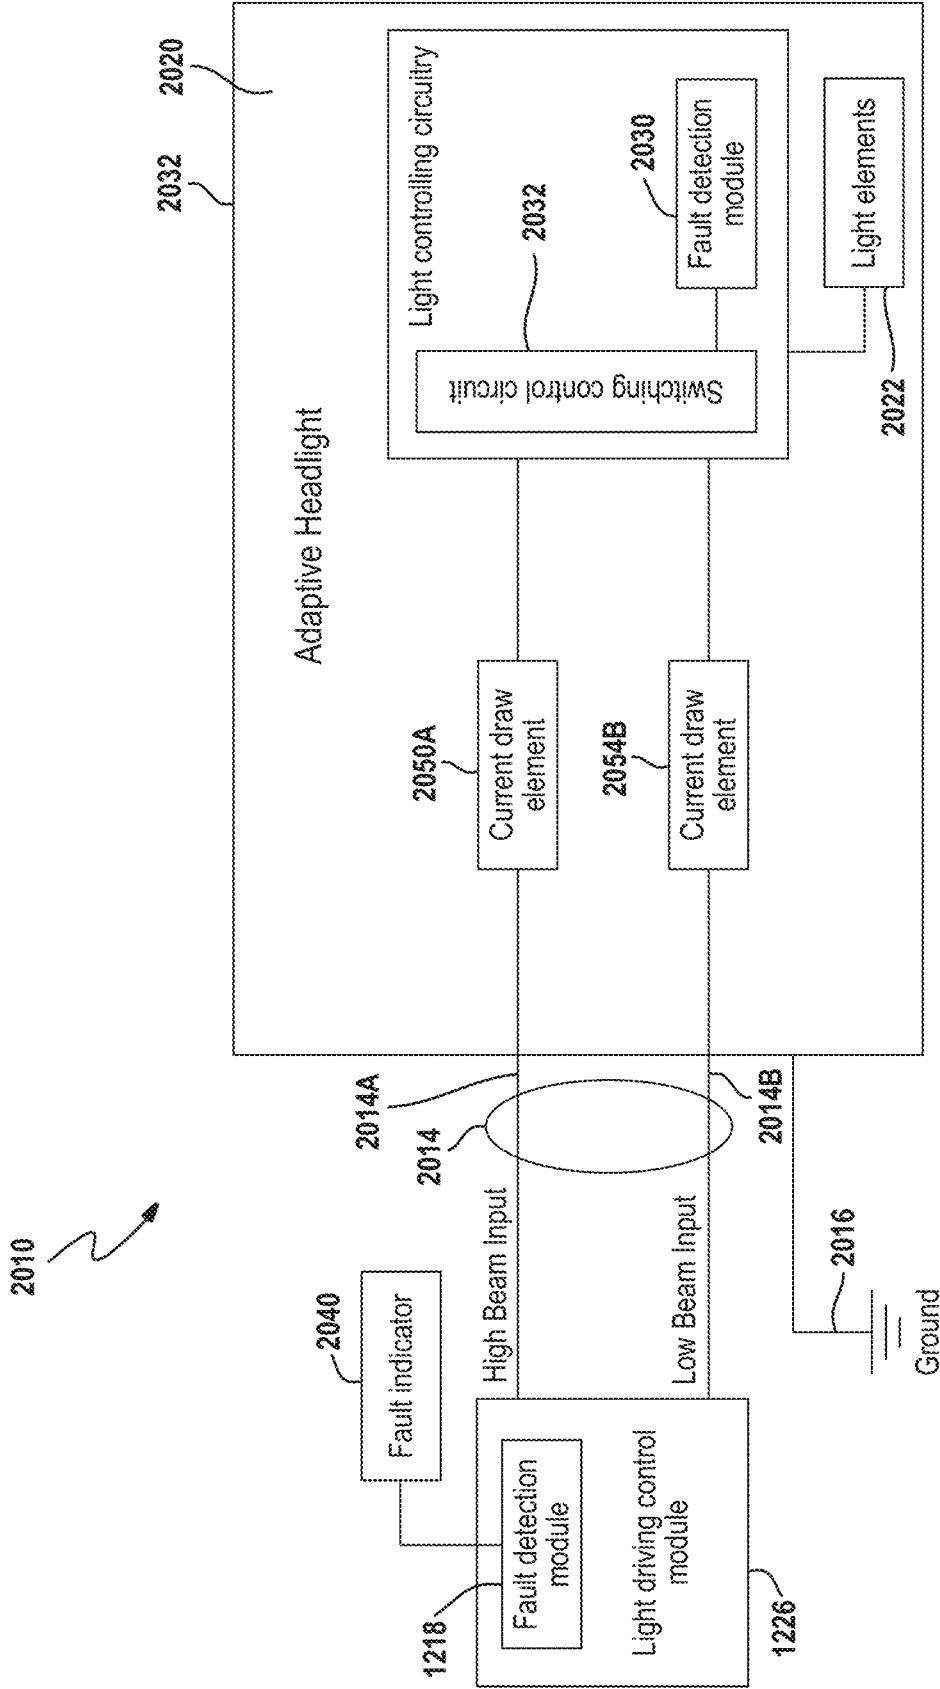 2010
2032
2020
Adaptive Headlight
Light controlling circuitry
2032
Switching control circuit
2030
Fault detection
module
Light elements
2022
2050A
Current draw
element
2054B
Current draw
element
2014A
2014
2014B
High Beam Input
Low Beam Input
2040
Fault indicator
1218
Fault detection
module
Light driving control
module
1226
2016
Ground